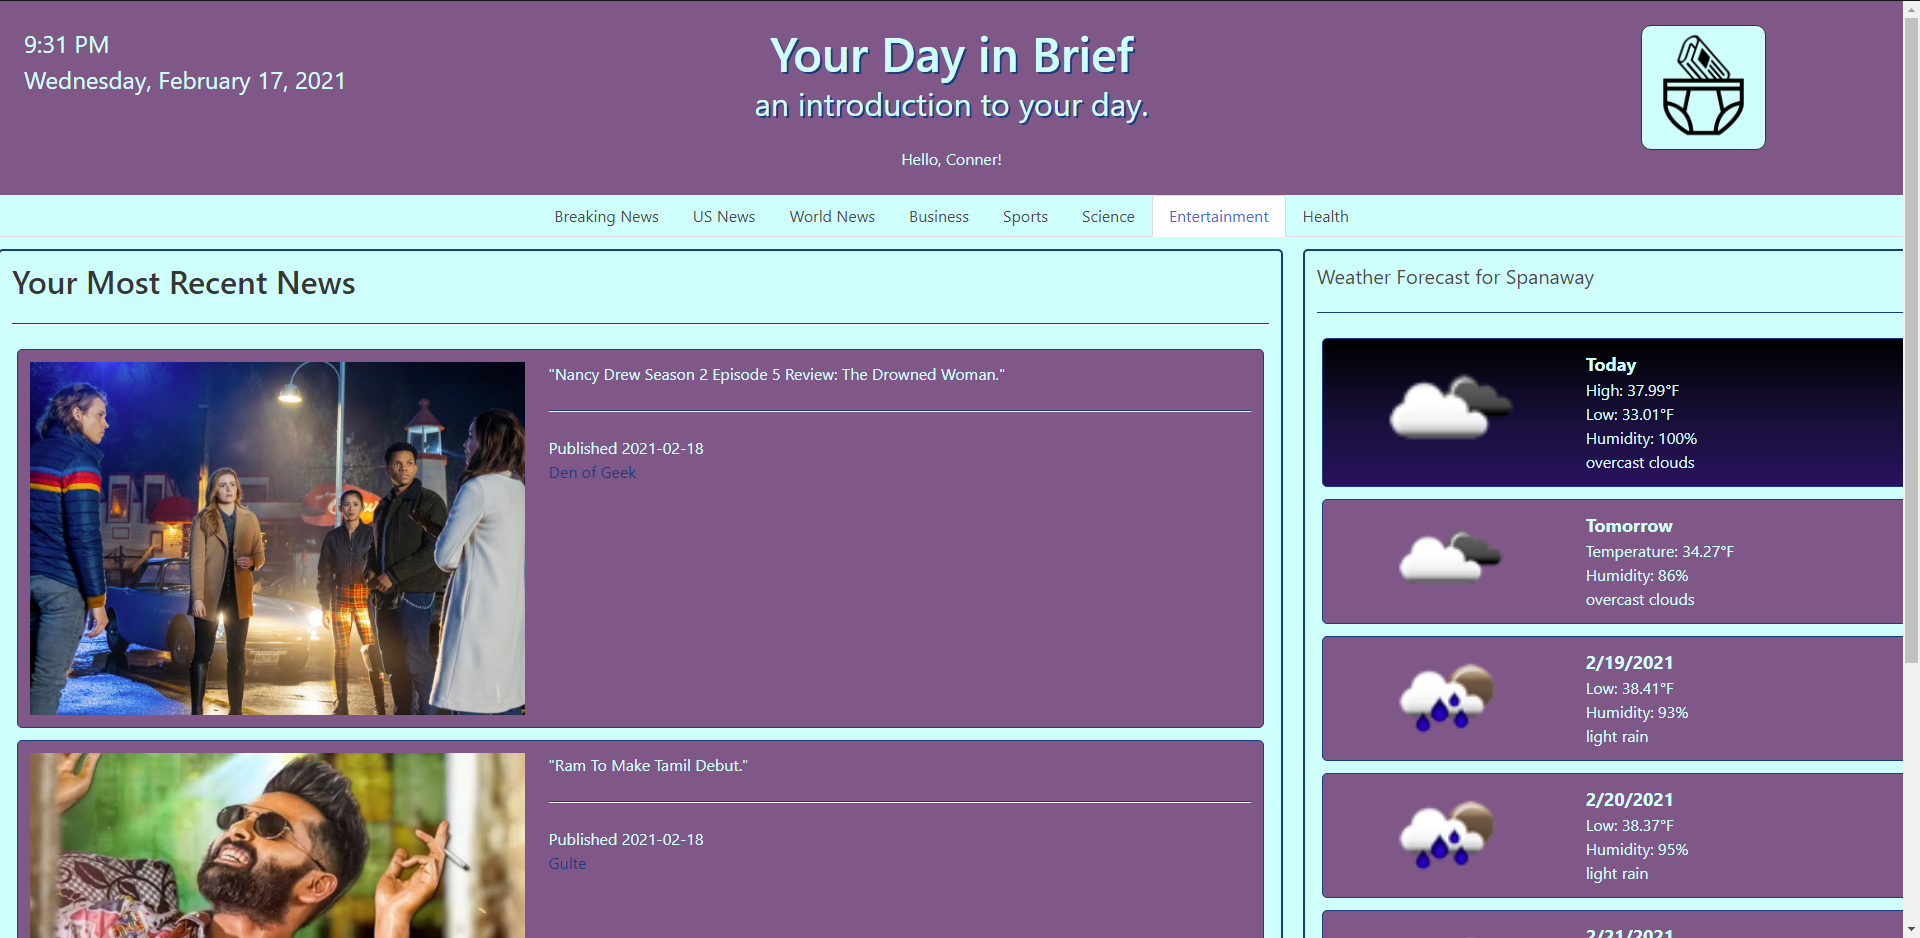 9:31 PM
Wednesday, February 17, 2021
Your Day in Brief
an introduction to your day.
Hello, Conner!
Breaking News
US News
World News
Business
Sports
Science
Entertainment
Health
Your Most Recent News
"Nancy Drew Season 2 Episode 5 Review: The Drowned Woman."
Published 2021-02-18
Den of Geek
"Ram To Make Tamil Debut."
Published 2021-02-18
Gulte
Weather Forecast for Spanaway
Today
High: 37.99°F
Low: 33.01°F
Humidity: 100%
overcast clouds
Tomorrow
Temperature: 34.27°F
Humidity: 86%
overcast clouds
2/19/2021
Low: 38.41°F
Humidity: 93%
light rain
2/20/2021
Low: 38.37°F
Humidity: 95%
light rain
2/21/2021